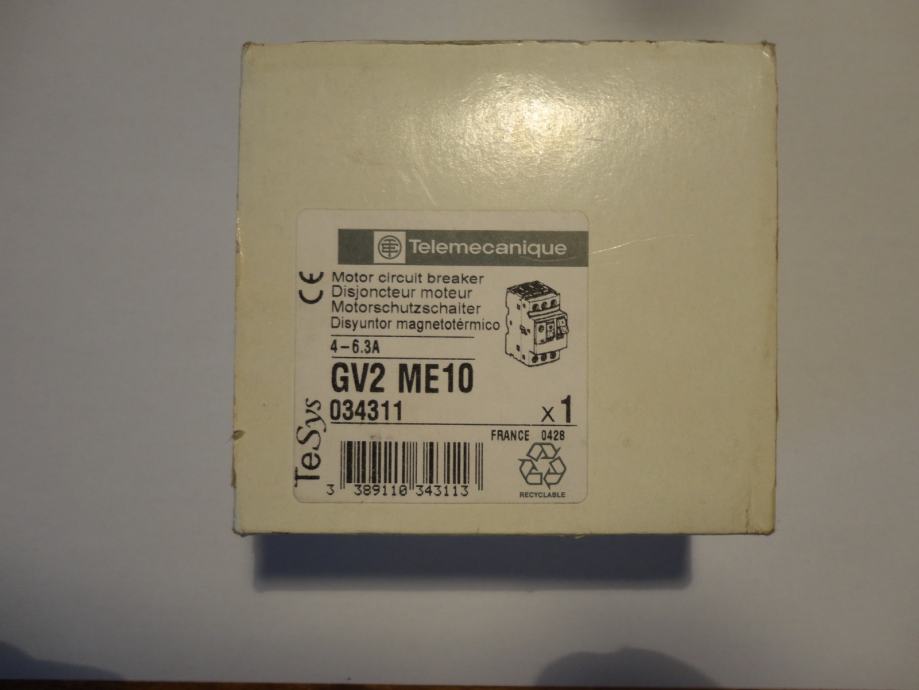 Telemecanique
CE
Motor circuit breaker
Disjoncteur moteur
Motorschutzschalter
Disyuntor magnetotérmico
4-6.3A
GV2 ME10
034311
x 1
FRANCE 0428
TeSys
3 389110 343113
RECYCLABLE